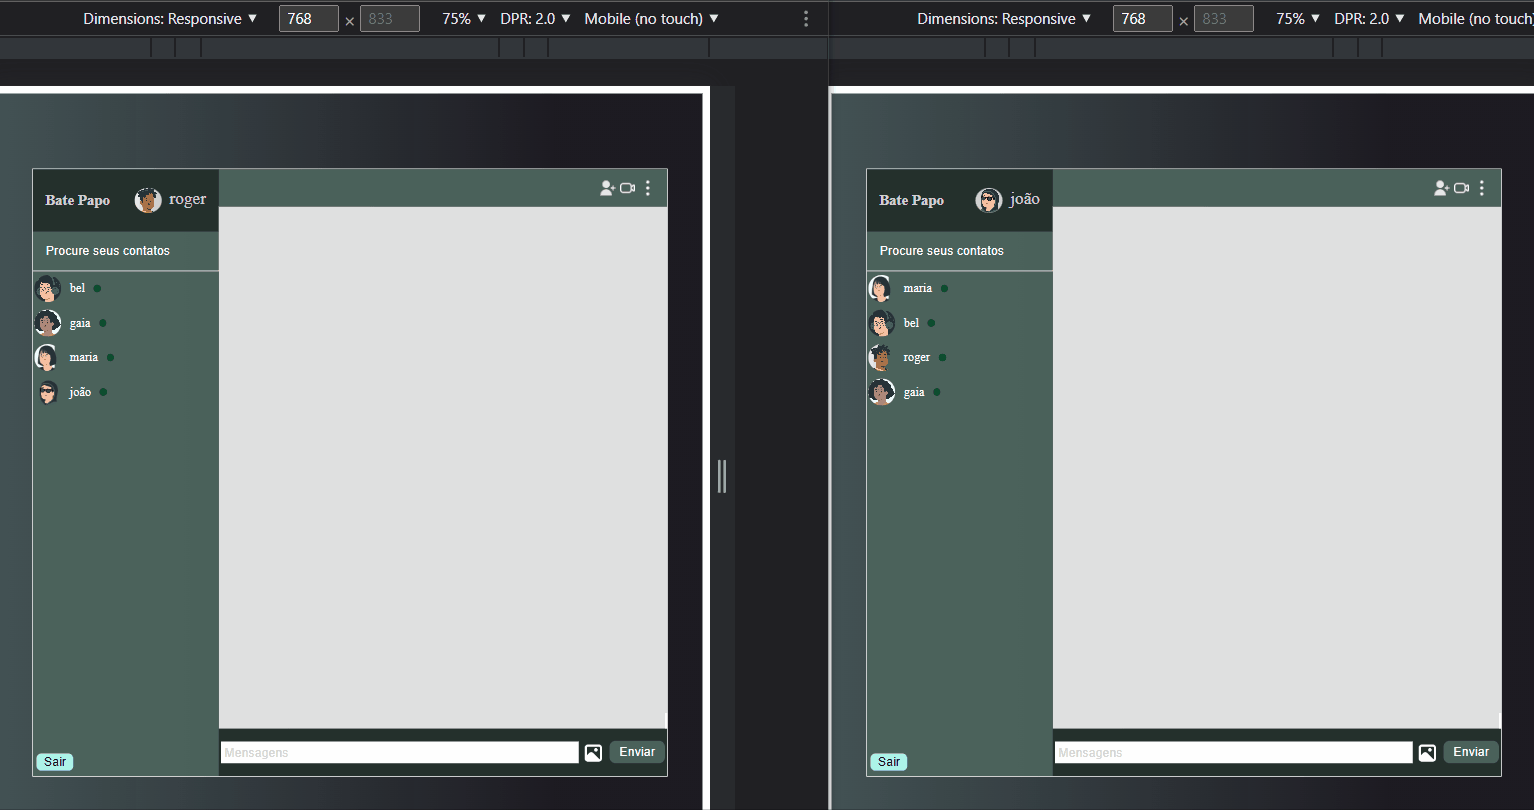 Dimensions: Responsive ▼ 768 × 833 75% ▼ DPR: 2.0 ▼ Mobile (no touch) ▼
Bate Papo roger
Procure seus contatos
bel
gaia
maria
joão
Mensagens Enviar
Sair
Dimensions: Responsive ▼ 768 × 833 75% ▼ DPR: 2.0 ▼ Mobile (no touch)
Bate Papo joão
Procure seus contatos
maria
bel
roger
gaia
Mensagens Enviar
Sair